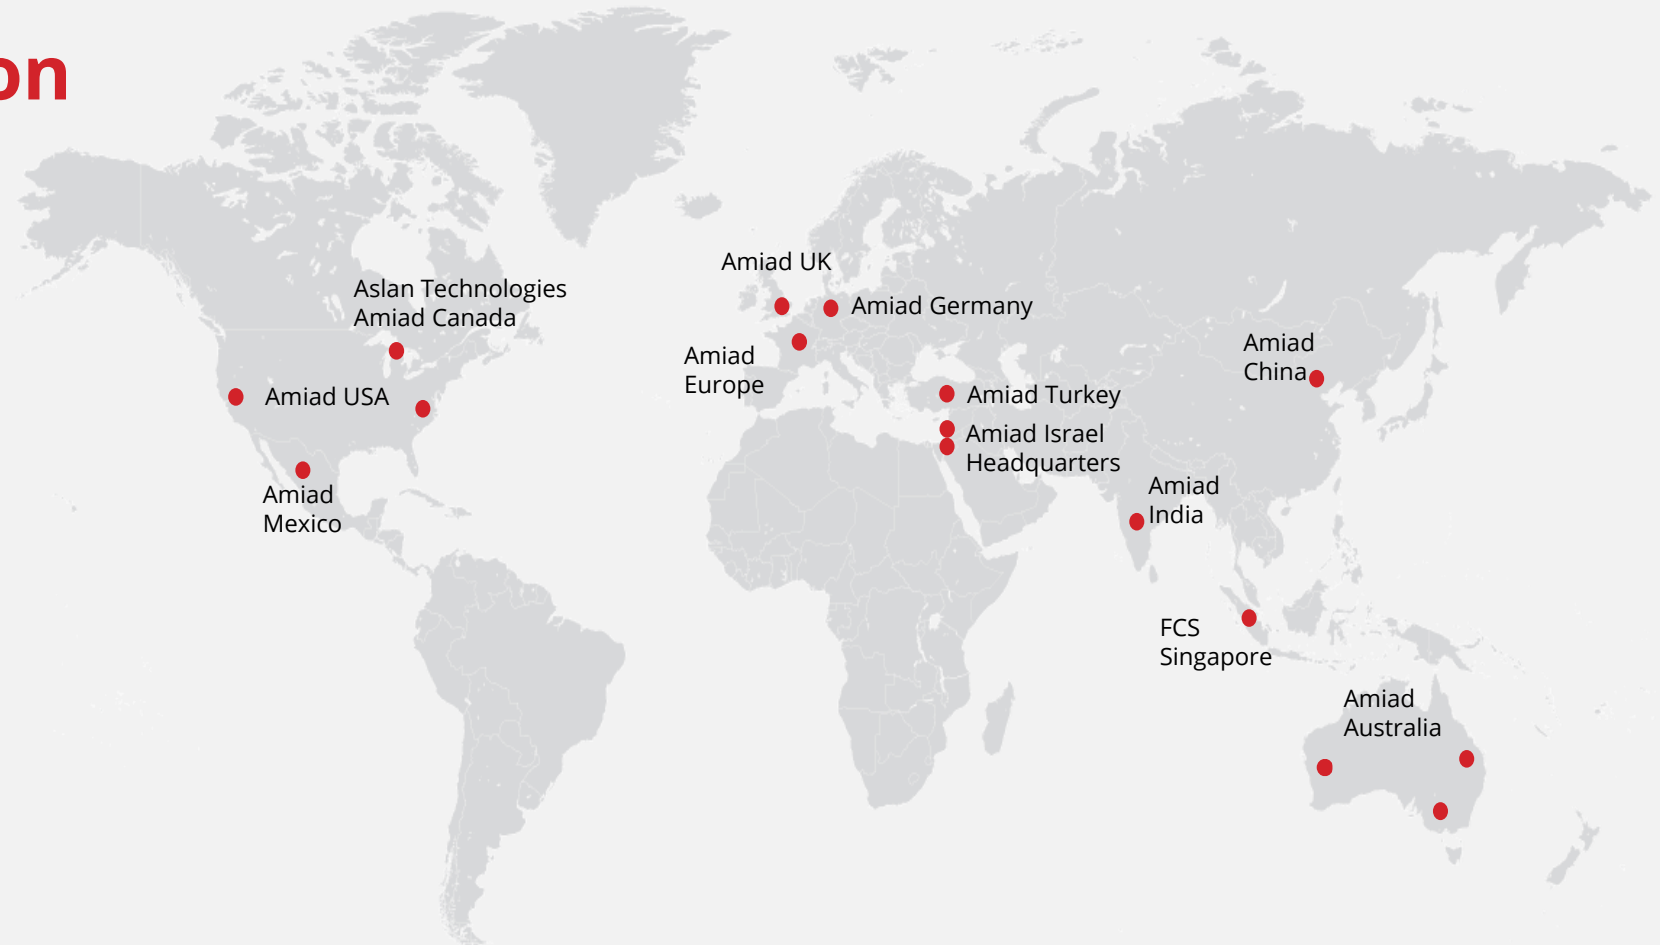 on
Amiad UK
Aslan Technologies
Amiad Canada
Amiad Germany
Amiad
Europe
Amiad
China
Amiad USA
Amiad Turkey
Amiad Israel
Headquarters
Amiad
Mexico
Amiad
India
FCS
Singapore
Amiad
Australia